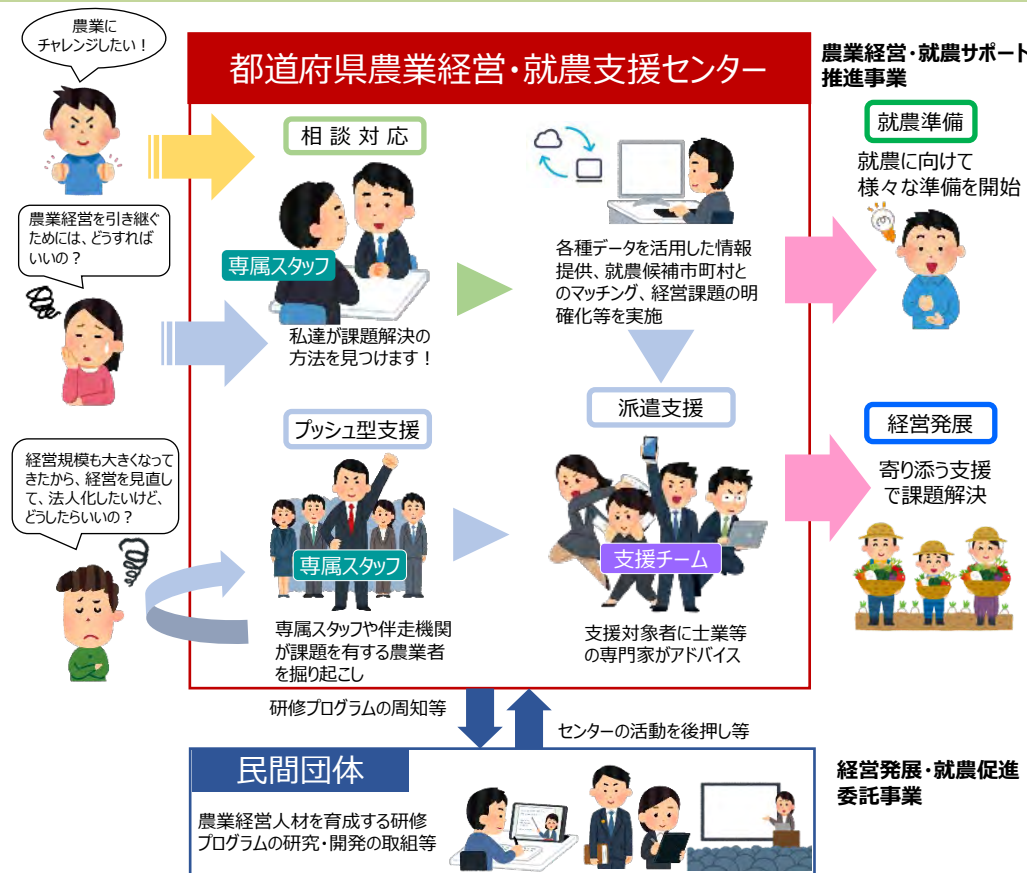 農業に
チャレンジしたい！
都道府県農業経営・就農支援センター
農業経営・就農サポート
推進事業
相談対応
就農準備
就農に向けて
様々な準備を開始
農業経営を引き継ぐ
ためには、どうすれば
いいの？
専属スタッフ
各種データを活用した情報
提供、就農候補市町村と
のマッチング、経営課題の明
確化等を実施
私達が課題解決の
方法を見つけます！
プッシュ型支援
派遣支援
経営発展
寄り添う支援
で課題解決
経営規模も大きくなって
きたから、経営を見直し
て、法人化したいけど、
どうしたらいいの？
専属スタッフ
支援チーム
専属スタッフや伴走機関
が課題を有する農業者
を掘り起こし
支援対象者に士業等
の専門家がアドバイス
研修プログラムの周知等
センターの活動を後押し等
民間団体
農業経営人材を育成する研修
プログラムの研究・開発の取組等
経営発展・就農促進
委託事業